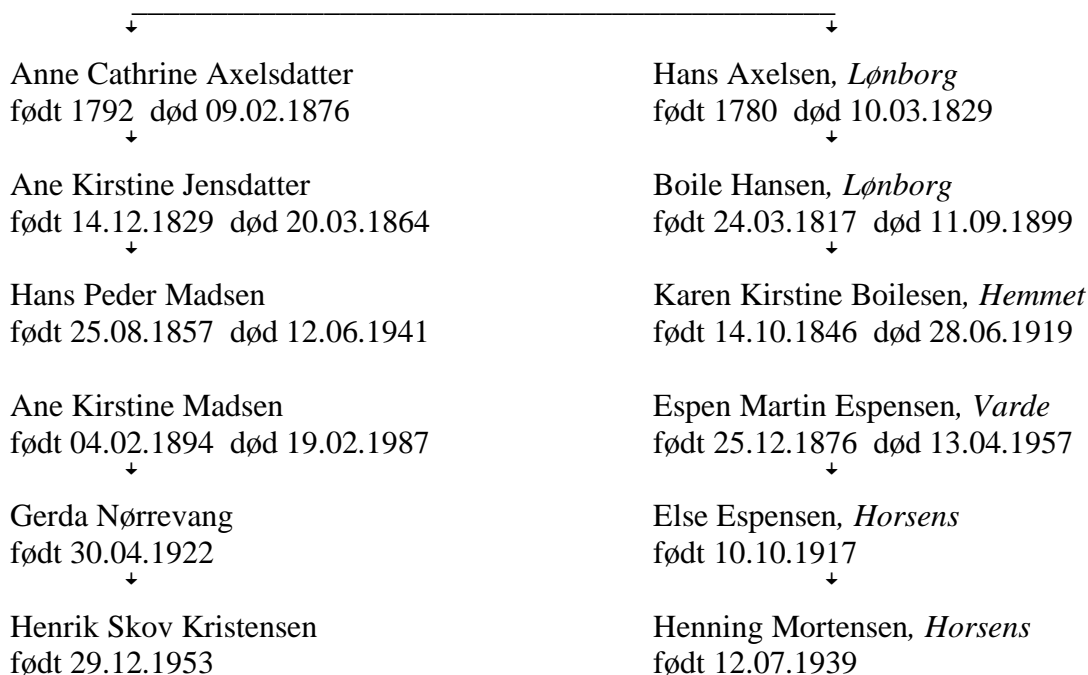 Anne Cathrine Axelsdatter
født 1792 død 09.02.1876
Hans Axelsen, Lønborg
født 1780 død 10.03.1829
Ane Kirstine Jensdatter
født 14.12.1829 død 20.03.1864
Boile Hansen, Lønborg
født 24.03.1817 død 11.09.1899
Hans Peder Madsen
født 25.08.1857 død 12.06.1941
Karen Kirstine Boilesen, Hemmet
født 14.10.1846 død 28.06.1919
Ane Kirstine Madsen
født 04.02.1894 død 19.02.1987
Espen Martin Espensen, Varde
født 25.12.1876 død 13.04.1957
Gerda Nørrevang
født 30.04.1922
Else Espensen, Horsens
født 10.10.1917
Henrik Skov Kristensen
født 29.12.1953
Henning Mortensen, Horsens
født 12.07.1939